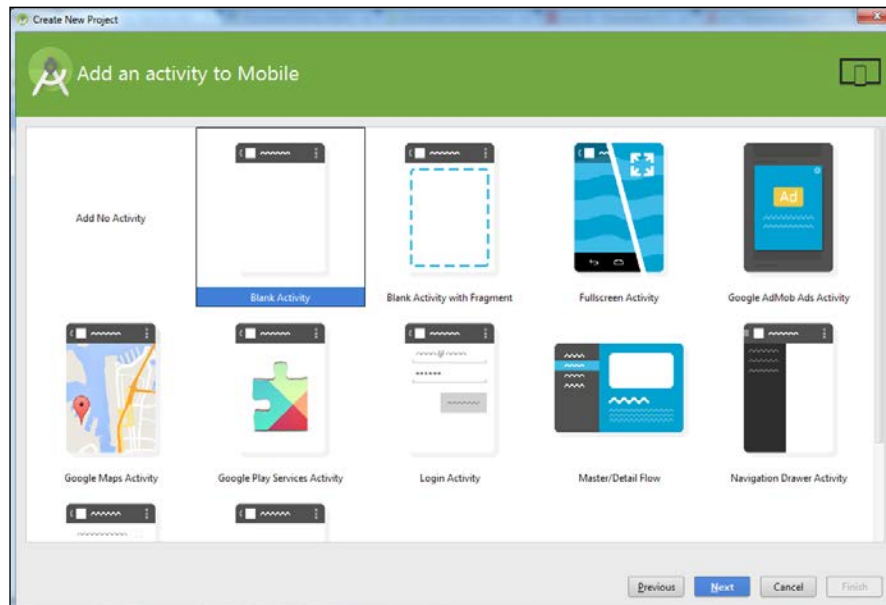 Create New Project
Add an activity to Mobile
Add No Activity
Blank Activity
Blank Activity with Fragment
Fullscreen Activity
Ad
Google AdMob Ads Activity
Google Maps Activity
Google Play Services Activity
Login Activity
Master/Detail Flow
Navigation Drawer Activity
Previous
Next
Cancel
Finish